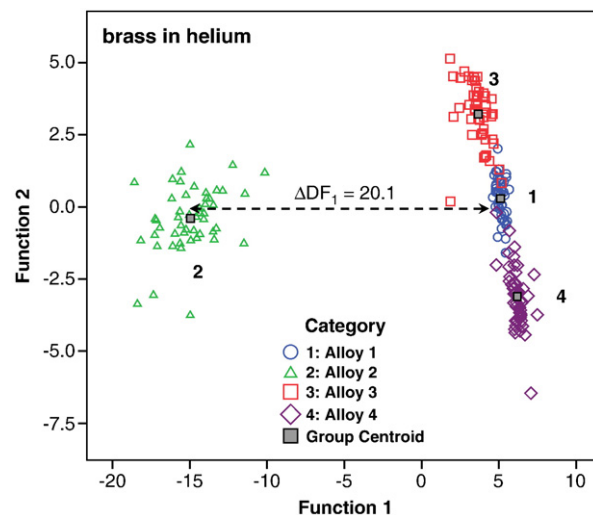 brass in helium
5.0
2.5
0.0
-2.5
-5.0
-7.5
Function 2
3
ΔDF₁ = 20.1
1
2
4
Category
1: Alloy 1
2: Alloy 2
3: Alloy 3
4: Alloy 4
Group Centroid
-20 -15 -10 -5 0 5 10
Function 1